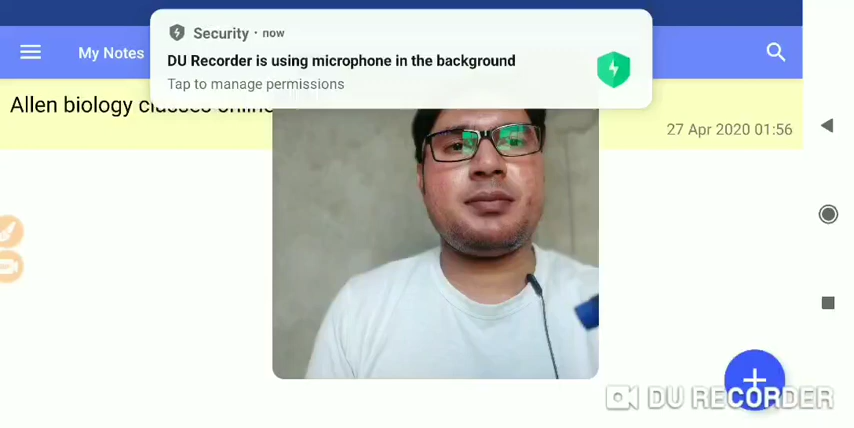 Security · now
DU Recorder is using microphone in the background
Tap to manage permissions
My Notes
Allen biology classes online
27 Apr 2020 01:56
DU RECORDER